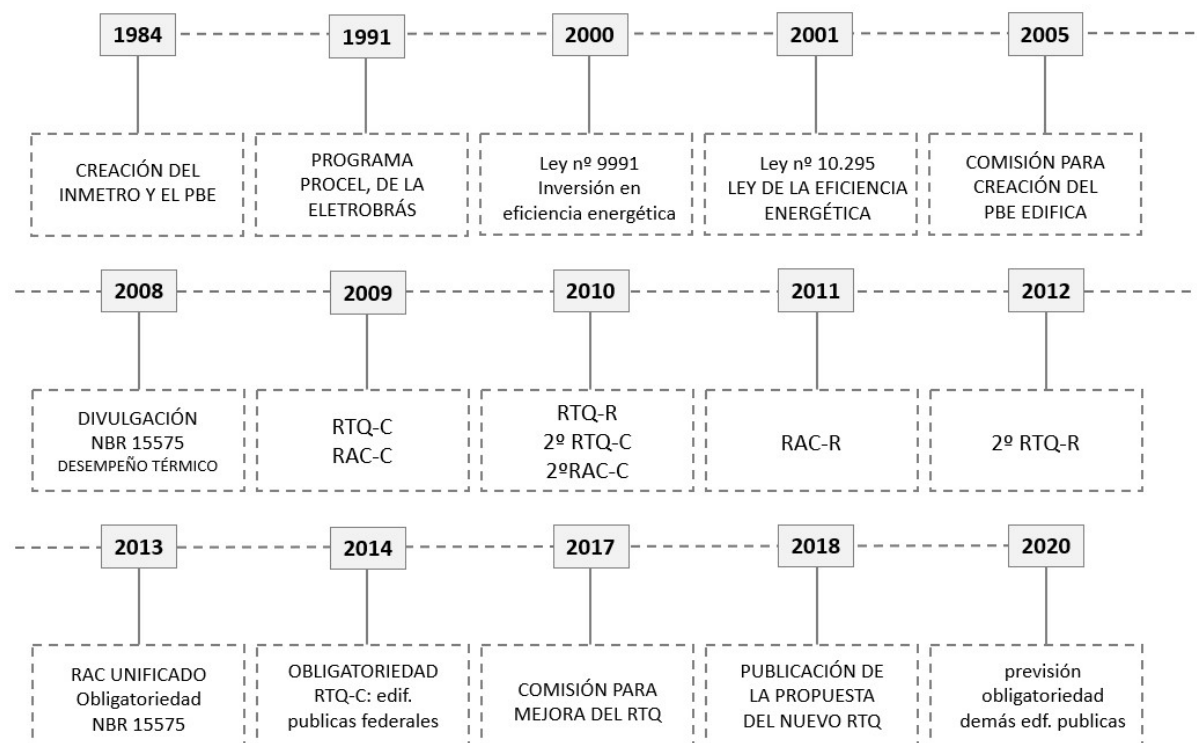 1984
1991
2000
2001
2005
CREACIÓN DEL
INMETRO Y EL PBE
PROGRAMA
PROCEL, DE LA
ELETROBRÁS
Ley nº 9991
Inversión en
eficiencia energética
Ley nº 10.295
LEY DE LA EFICIENCIA
ENERGÉTICA
COMISIÓN PARA
CREACIÓN DEL
PBE EDIFICA
2008
2009
2010
2011
2012
DIVULGACIÓN
NBR 15575
DESEMPEÑO TÉRMICO
RTQ-C
RAC-C
RTQ-R
2º RTQ-C
2ºRAC-C
RAC-R
2º RTQ-R
2013
2014
2017
2018
2020
RAC UNIFICADO
Obligatoriedad
NBR 15575
OBLIGATORIEDAD
RTQ-C: edif.
publicas federales
COMISIÓN PARA
MEJORA DEL RTQ
PUBLICACIÓN DE
LA PROPUESTA
DEL NUEVO RTQ
previsión
obligatoriedad
demás edf. publicas